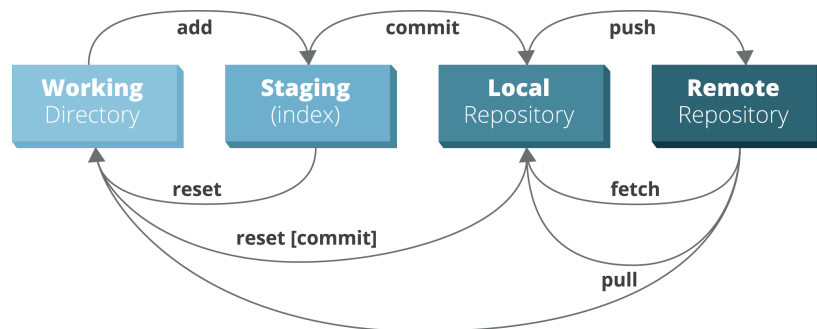 add
commit
push
Working
Directory
Staging
(index)
Local
Repository
Remote
Repository
reset
fetch
reset [commit]
pull